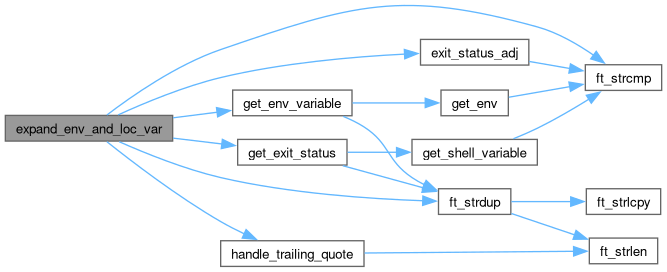 exit_status_adj
ft_strcmp
get_env_variable
get_env
expand_env_and_loc_var
get_exit_status
get_shell_variable
ft_strdup
ft_strlcpy
handle_trailing_quote
ft_strlen